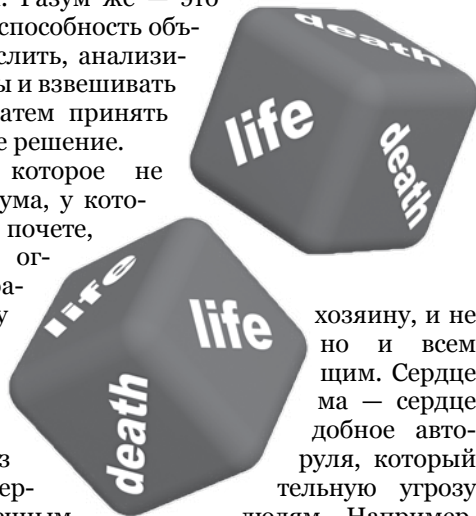 Разум же — это
способность объ-
слить, анализи-
ы и взвешивать
атем принять
е решение.
которое не
ума, у кото-
почете,
ог-
ра-
у
death
life
death
life
life
death
хозяину, и не
но и всем
щим. Сердце
ма — сердце
добное авто-
з руля, который
ер- тельную угрозу